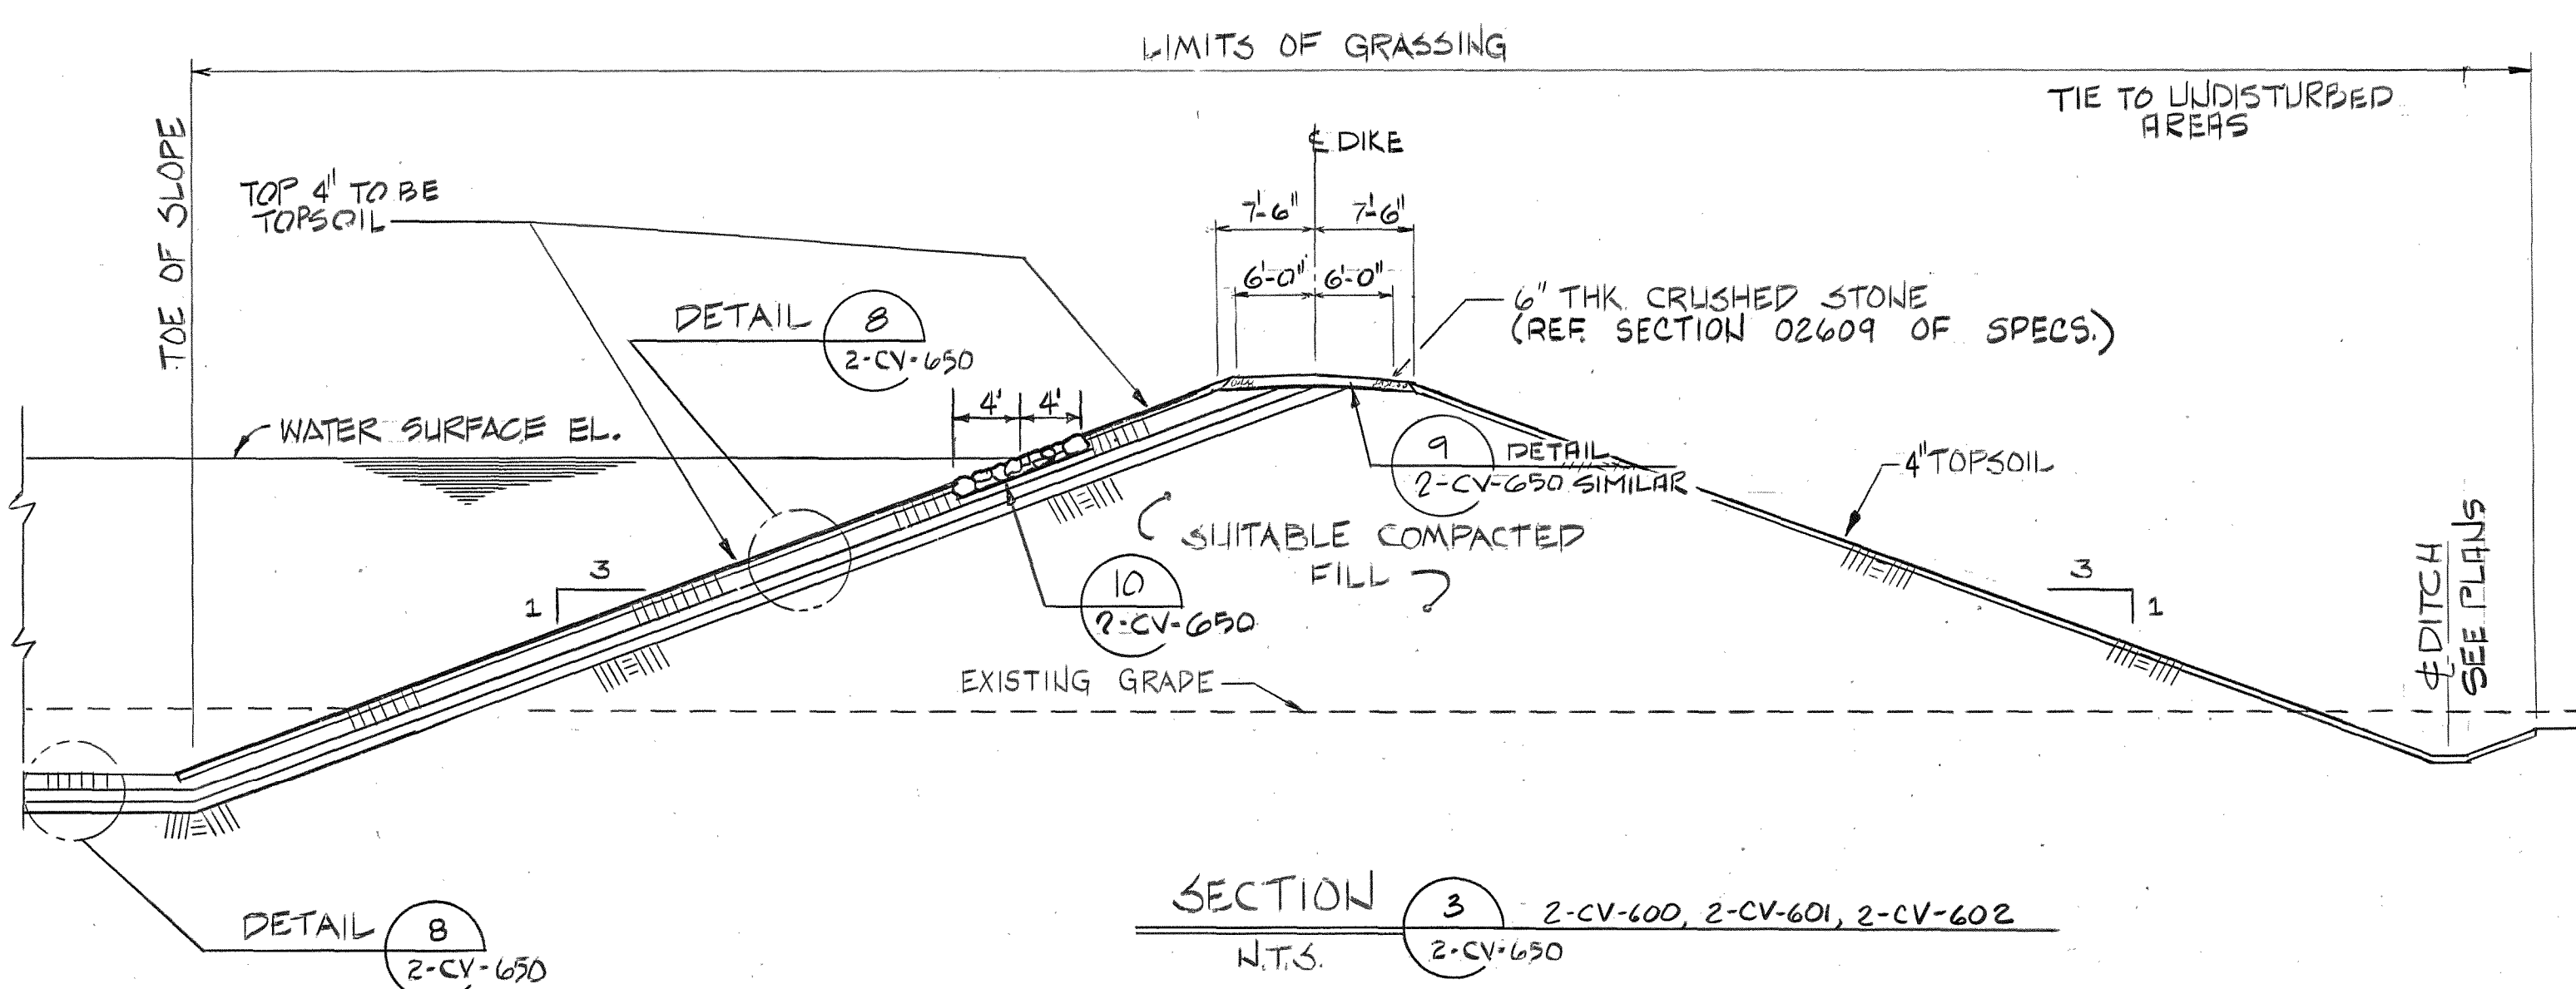 LIMITS OF GRASSING
TIE TO UNDISTURBED
AREAS
TOE OF SLOPE
℄ DIKE
TOP 4" TO BE
TOPSOIL
7'-6" 7'-6"
6'-0" 6'-0"
DETAIL 8
2-CV-650
6" THK. CRUSHED STONE
(REF. SECTION 02609 OF SPECS.)
4' 4'
WATER SURFACE EL.
9 DETAIL
2-CV-650 SIMILAR
4" TOPSOIL
SUITABLE COMPACTED
FILL
3
1
10
2-CV-650
3
1
℄ DITCH
SEE PLANS
EXISTING GRADE
DETAIL 8
2-CV-650
SECTION 3 2-CV-600, 2-CV-601, 2-CV-602
N.T.S. 2-CV-650